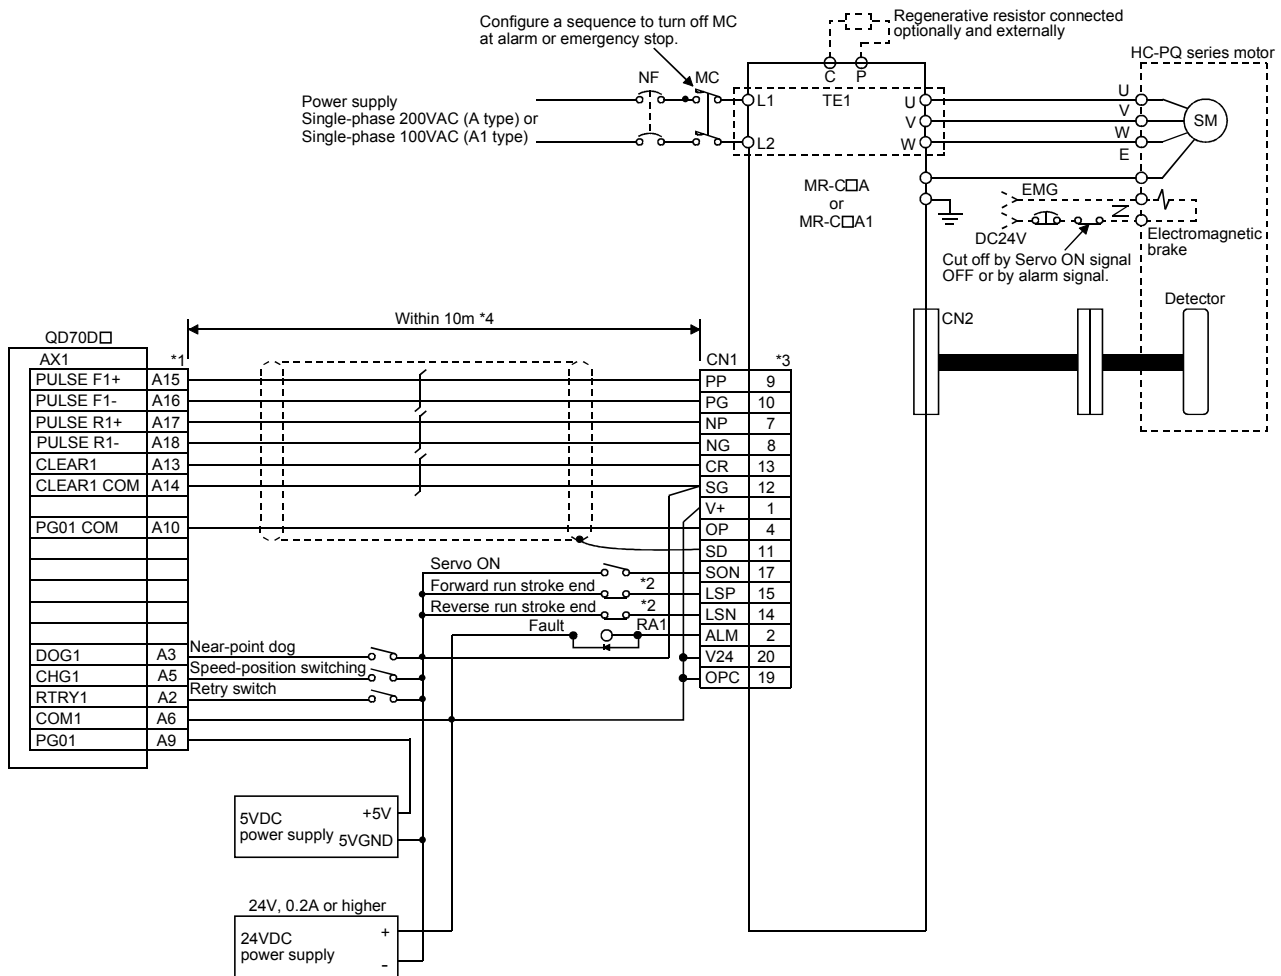 Configure a sequence to turn off MC
at alarm or emergency stop.
Regenerative resistor connected
optionally and externally
HC-PQ series motor
C P
NF MC
TE1
L1
L2
U
V
W
U
V
W
E
SM
Power supply
Single-phase 200VAC (A type) or
Single-phase 100VAC (A1 type)
MR-C□A
or
MR-C□A1
EMG
DC24V
Electromagnetic
brake
Cut off by Servo ON signal
OFF or by alarm signal.
Detector
CN2
Within 10m *4
QD70D□
AX1 *1
PULSE F1+ A15
PULSE F1- A16
PULSE R1+ A17
PULSE R1- A18
CLEAR1 A13
CLEAR1 COM A14
PG01 COM A10
DOG1 A3
CHG1 A5
RTRY1 A2
COM1 A6
PG01 A9
CN1 *3
PP 9
PG 10
NP 7
NG 8
CR 13
SG 12
V+ 1
OP 4
SD 11
SON 17
LSP 15
LSN 14
ALM 2
V24 20
OPC 19
Servo ON
Forward run stroke end *2
Reverse run stroke end *2
Fault RA1
Near-point dog
Speed-position switching
Retry switch
5VDC
power supply
+5V
5VGND
24V, 0.2A or higher
24VDC
power supply
+
-